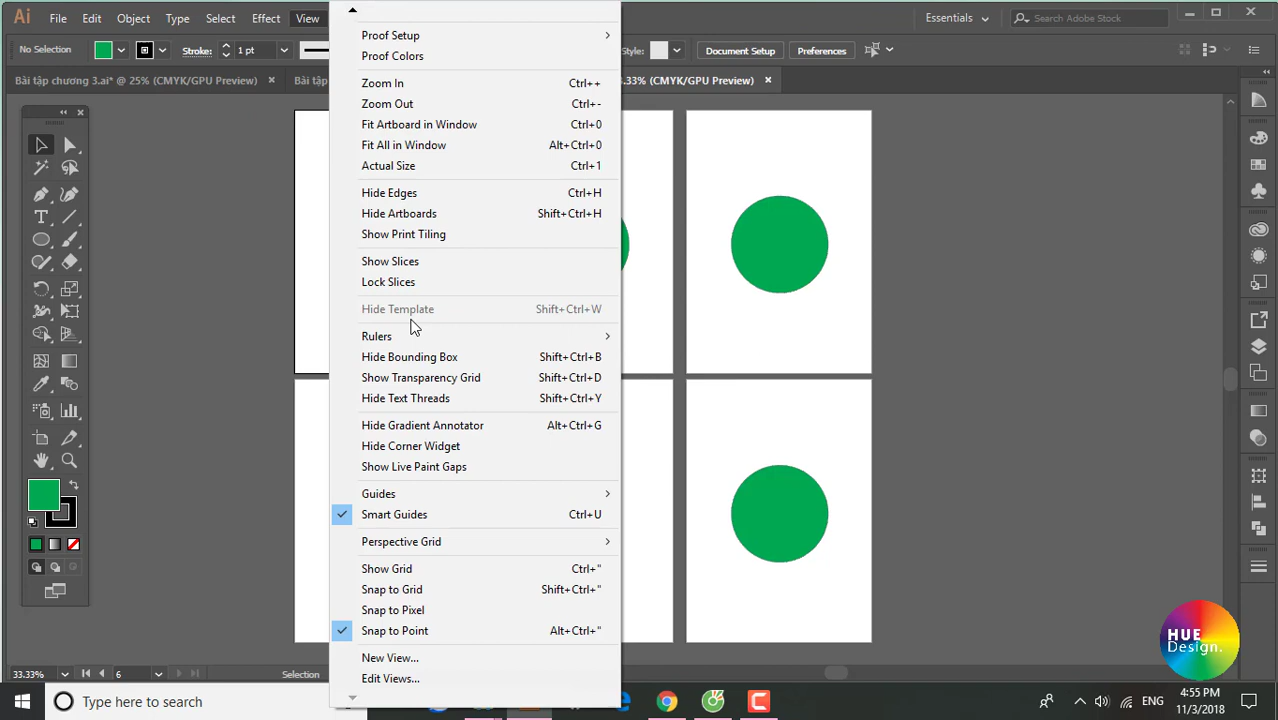 Ai File Edit Object Type Select Effect View Essentials Search Adobe Stock
No Selection Stroke: 1 pt Style: Document Setup Preferences
Bài tập chương 3.ai* @ 25% (CMYK/GPU Preview) × Bài tập .33% (CMYK/GPU Preview) ×
Proof Setup
Proof Colors
Zoom In Ctrl++
Zoom Out Ctrl+-
Fit Artboard in Window Ctrl+0
Fit All in Window Alt+Ctrl+0
Actual Size Ctrl+1
Hide Edges Ctrl+H
Hide Artboards Shift+Ctrl+H
Show Print Tiling
Show Slices
Lock Slices
Hide Template Shift+Ctrl+W
Rulers
Hide Bounding Box Shift+Ctrl+B
Show Transparency Grid Shift+Ctrl+D
Hide Text Threads Shift+Ctrl+Y
Hide Gradient Annotator Alt+Ctrl+G
Hide Corner Widget
Show Live Paint Gaps
Guides
Smart Guides Ctrl+U
Perspective Grid
Show Grid Ctrl+"
Snap to Grid Shift+Ctrl+"
Snap to Pixel
Snap to Point Alt+Ctrl+"
New View...
Edit Views...
HUE
Design.
33.33% 6 Selection
Type here to search
ENG
4:55 PM
11/3/2018